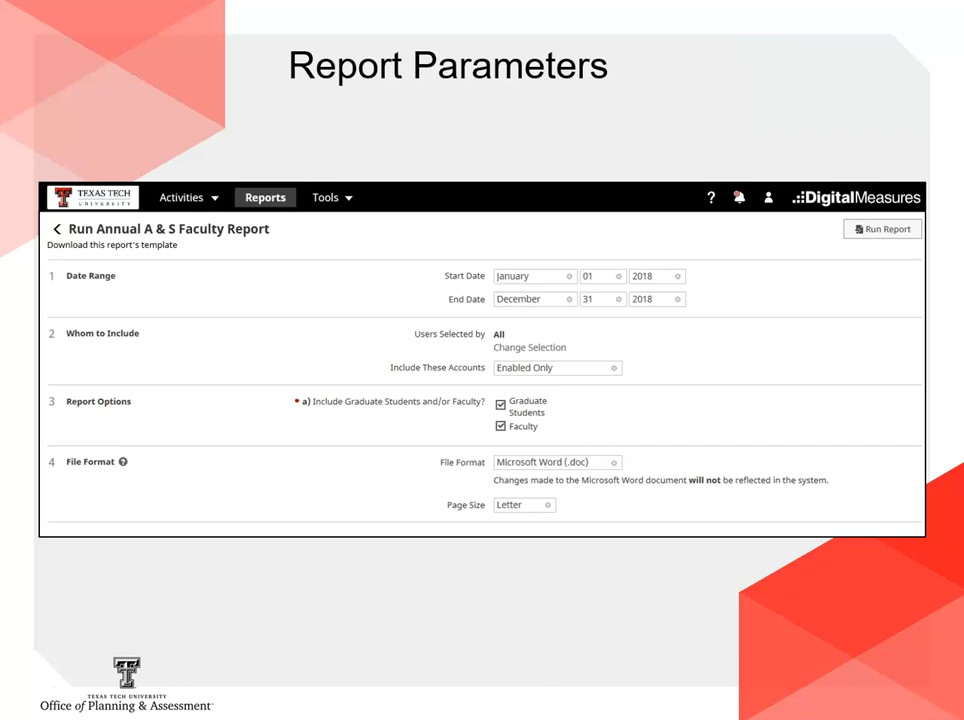 Report Parameters
TEXAS TECH
UNIVERSITY
Activities
Reports
Tools
?
DigitalMeasures
Run Annual A & S Faculty Report
Run Report
Download this report's template
1 Date Range
Start Date January 01 2018
End Date December 31 2018
2 Whom to Include
Users Selected by All
Change Selection
Include These Accounts Enabled Only
3 Report Options
• a) Include Graduate Students and/or Faculty?
Graduate
Students
Faculty
4 File Format ?
File Format Microsoft Word (.doc)
Changes made to the Microsoft Word document will not be reflected in the system.
Page Size Letter
TEXAS TECH UNIVERSITY
Office of Planning & Assessment